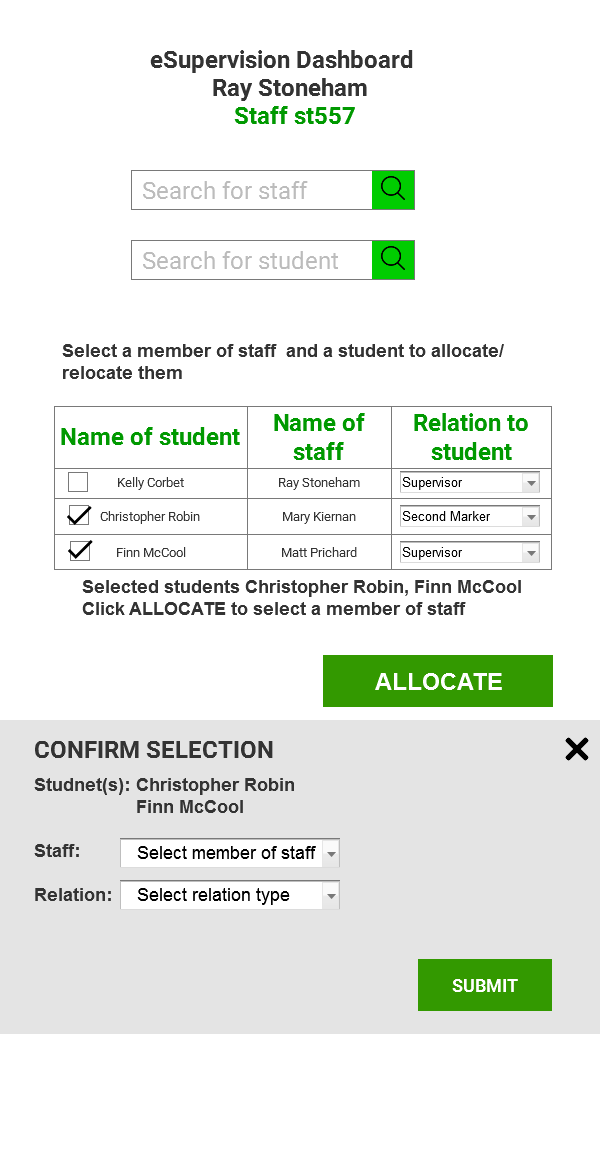 eSupervision Dashboard
Ray Stoneham
Staff st557
Search for staff
Search for student
Select a member of staff  and a student to allocate/
relocate them
Name of student
Name of
staff
Relation to
student
Kelly Corbet
Ray Stoneham
Supervisor
Christopher Robin
Mary Kiernan
Second Marker
Finn McCool
Matt Prichard
Supervisor
Selected students Christopher Robin, Finn McCool
Click ALLOCATE to select a member of staff
ALLOCATE
CONFIRM SELECTION
Studnet(s): Christopher Robin
Finn McCool
Staff: Select member of staff
Relation: Select relation type
SUBMIT